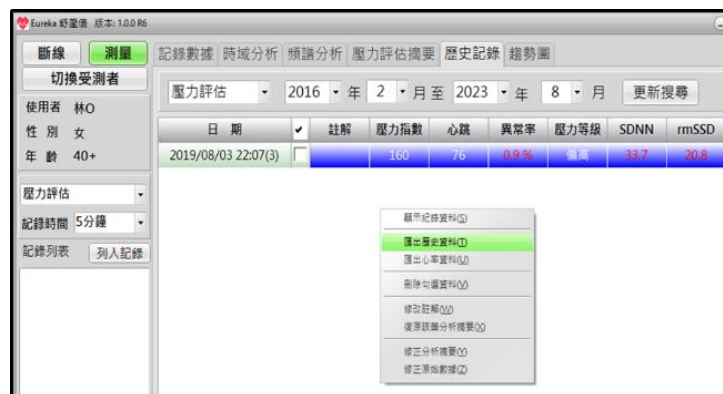 Eureka 舒壓儀 版本: 1.0.0 R6
斷線 測量
切換受測者
使用者 林O
性 別 女
年 齡 40+
壓力評估
記錄時間 5分鐘
記錄列表 列入記錄
記錄數據 時域分析 頻譜分析 壓力評估摘要 歷史記錄 趨勢圖
壓力評估 2016 年 2 月 至 2023 年 8 月 更新搜尋
日 期 ✓ 註解 壓力指數 心跳 異常率 壓力等級 SDNN rmSSD
2019/08/03 22:07(3) 160 76 0.9 % 偏高 33.7 20.8
顯示紀錄資料(S)
匯出歷史資料(T)
匯出心率資料(U)
刪除勾選資料(V)
修改註解(W)
復原該筆分析摘要(X)
修正分析摘要(Y)
修正原始數據(Z)